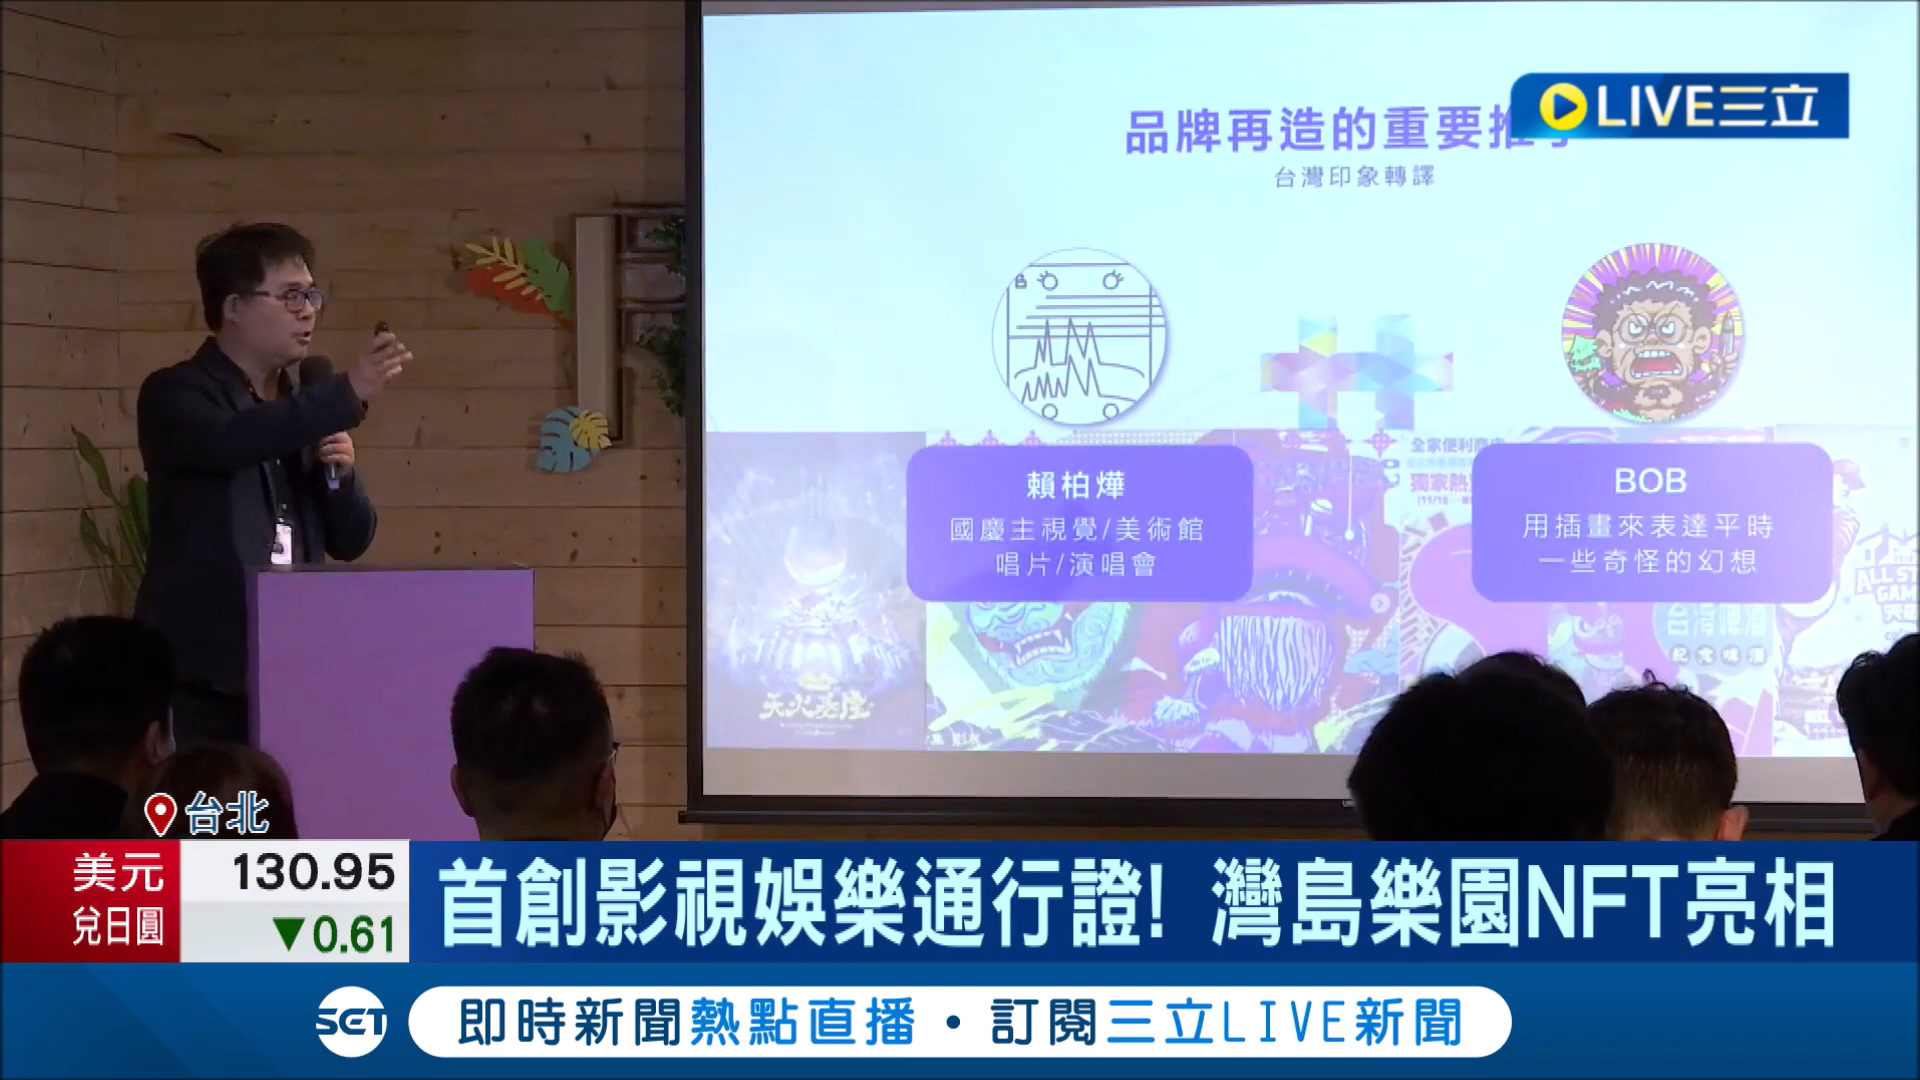 LIVE三立
品牌再造的重要推手
台灣印象轉譯
賴柏燁
國慶主視覺/美術館
唱片/演唱會
BOB
用插畫來表達平時
一些奇怪的幻想
全家便利商店
天火聖座
ALL ST
GAM
台北
美元
兌日圓
130.95
▼0.61
首創影視娛樂通行證! 灣島樂園NFT亮相
SET
即時新聞熱點直播・訂閱三立LIVE新聞